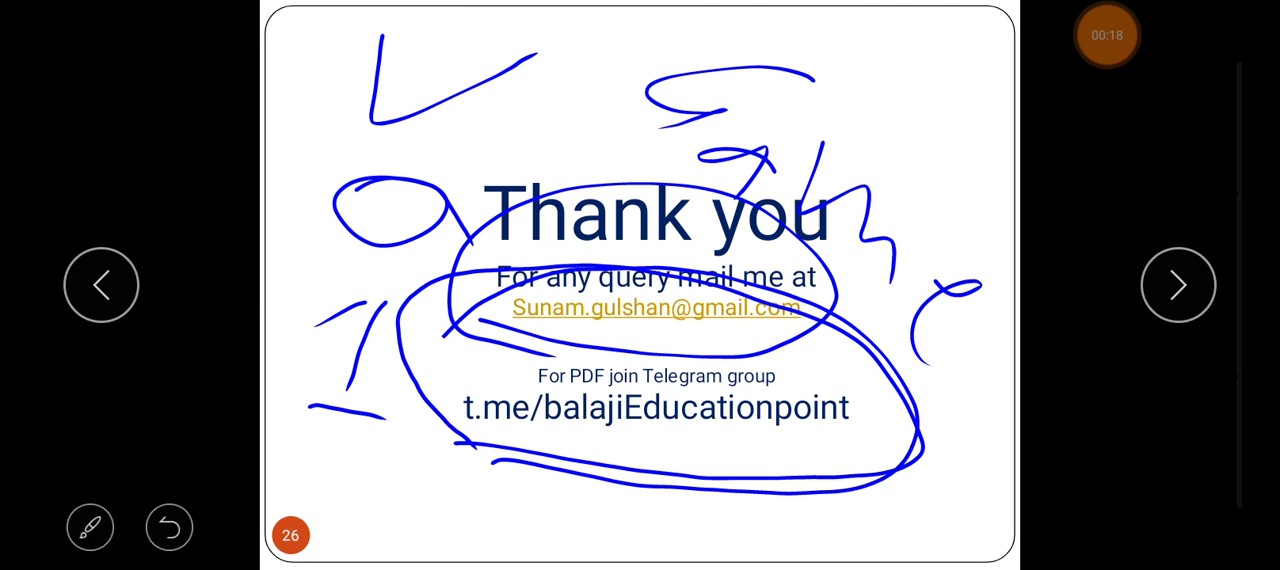 00:18
Thank you
For any query mail me at
Sunam.gulshan@gmail.com
For PDF join Telegram group
t.me/balajiEducationpoint
26